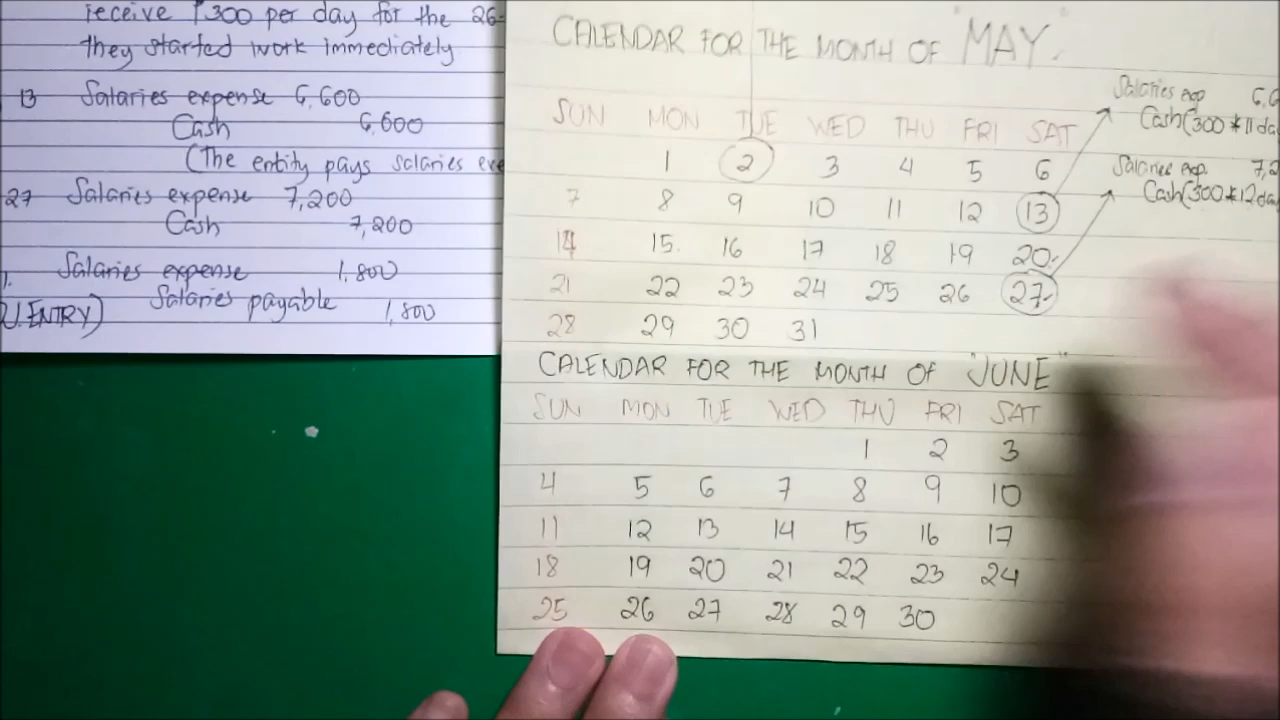 receive ₱300 per day for the 26-
they started work immediately
13 Salaries expense 6,600
Cash 6,600
(The entity pays salaries exe
27 Salaries expense 7,200
Cash 7,200
Salaries expense 1,800
Salaries payable 1,800
J. ENTRY)
CALENDAR FOR THE MONTH OF "MAY"
SUN MON TUE WED THU FRI SAT
1 2 3 4 5 6
7 8 9 10 11 12 13
14 15 16 17 18 19 20
21 22 23 24 25 26 27
28 29 30 31
Salaries exp 6,6
Cash(300*11da
Salaries exp. 7,2
Cash(300*12da
CALENDAR FOR THE MONTH OF "JUNE"
SUN MON TUE WED THU FRI SAT
1 2 3
4 5 6 7 8 9 10
11 12 13 14 15 16 17
18 19 20 21 22 23 24
25 26 27 28 29 30